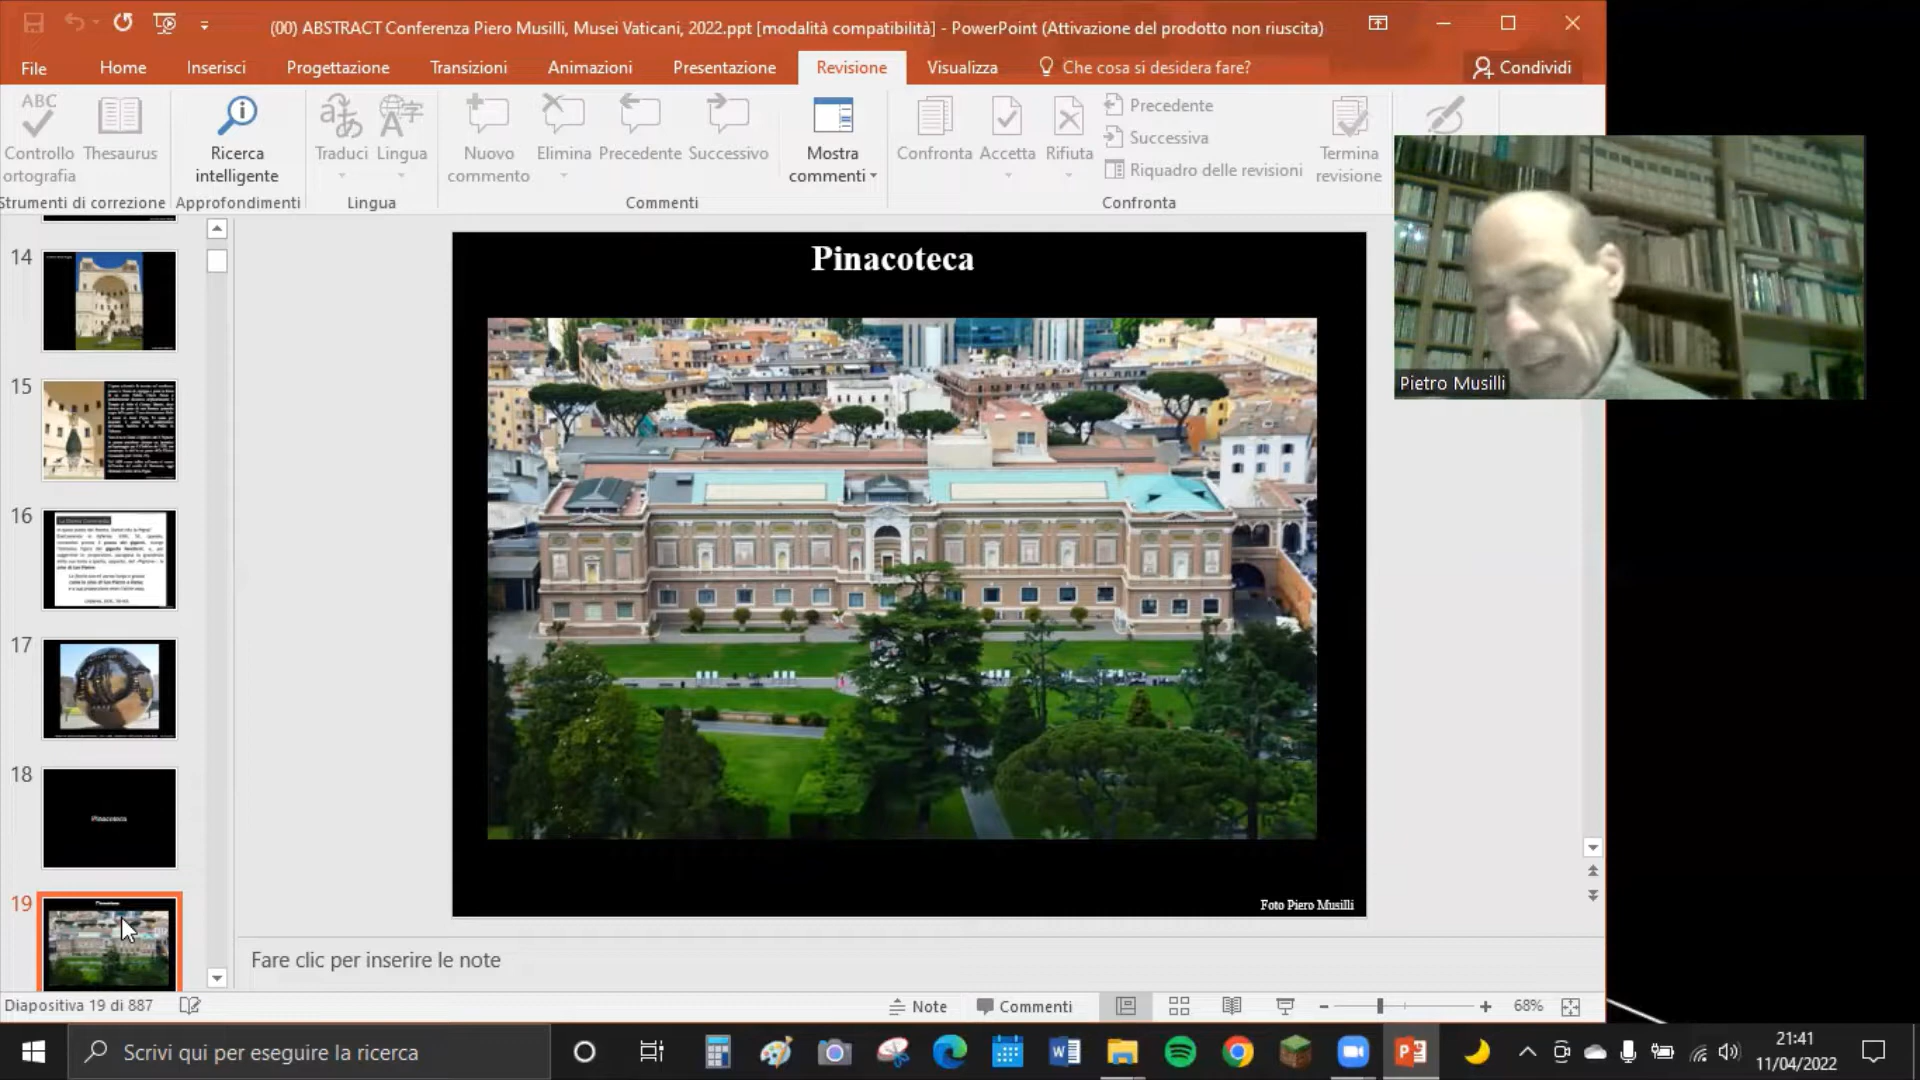 (00) ABSTRACT Conferenza Piero Musilli, Musei Vaticani, 2022.ppt [modalità compatibilità] - PowerPoint (Attivazione del prodotto non riuscita)
File Home Inserisci Progettazione Transizioni Animazioni Presentazione Revisione Visualizza Che cosa si desidera fare? Condividi
ABC
Controllo
ortografia
Thesaurus
Strumenti di correzione
Ricerca
intelligente
Approfondimenti
Traduci
Lingua
Lingua
Nuovo
commento
Elimina
Precedente
Successivo
Mostra
commenti
Commenti
Confronta
Accetta
Rifiuta
Precedente
Successiva
Riquadro delle revisioni
Termina
revisione
Confronta
Pietro Musilli
14
15
16
La Divina Commedia
17
18
Pinacoteca
19
Pinacoteca
Pinacoteca
Foto Piero Musilli
Fare clic per inserire le note
Diapositiva 19 di 887
Note
Commenti
68%
Scrivi qui per eseguire la ricerca
21:41
11/04/2022